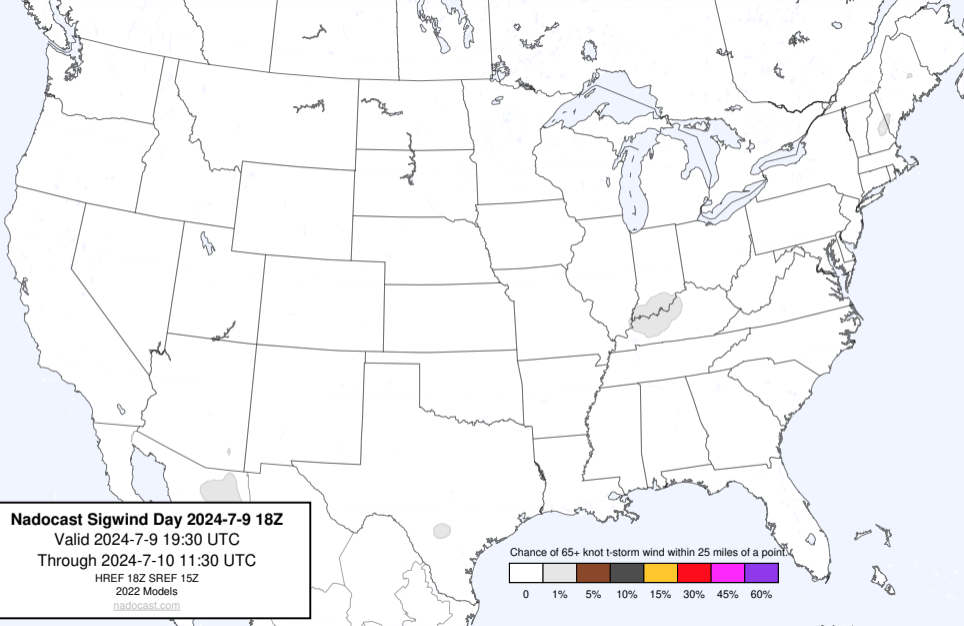 Nadocast Sigwind Day 2024-7-9 18Z
Valid 2024-7-9 19:30 UTC
Through 2024-7-10 11:30 UTC
HREF 18Z SREF 15Z
2022 Models
nadocast.com
Chance of 65+ knot t-storm wind within 25 miles of a point.
0 1% 5% 10% 15% 30% 45% 60%